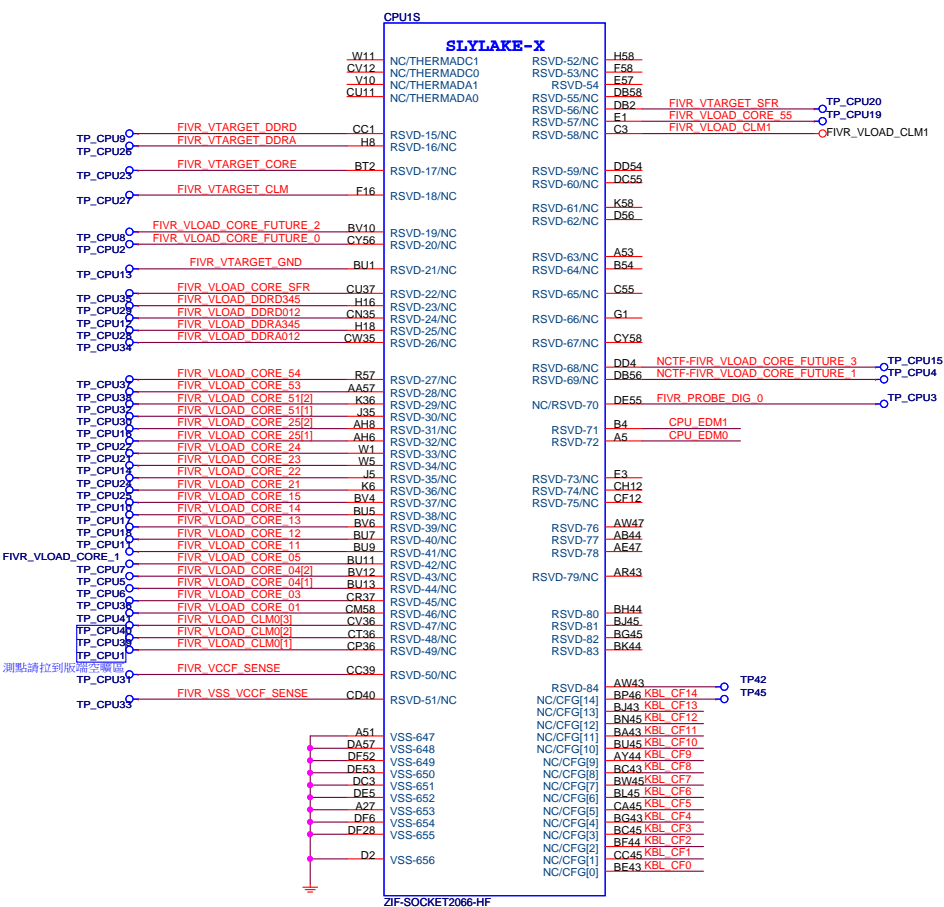 CPU1S
SLYLAKE-X
W11 NC/THERMADC1
CV12 NC/THERMADC0
V10 NC/THERMADA1
CU11 NC/THERMADA0
TP_CPU9 FIVR_VTARGET_DDRD CC1 RSVD-15/NC
TP_CPU26 FIVR_VTARGET_DDRA H8 RSVD-16/NC
TP_CPU23 FIVR_VTARGET_CORE BT2 RSVD-17/NC
TP_CPU27 FIVR_VTARGET_CLM F16 RSVD-18/NC
TP_CPU8 FIVR_VLOAD_CORE_FUTURE_2 BV10 RSVD-19/NC
TP_CPU2 FIVR_VLOAD_CORE_FUTURE_0 CY56 RSVD-20/NC
TP_CPU13 FIVR_VTARGET_GND BU1 RSVD-21/NC
TP_CPU35 FIVR_VLOAD_CORE_SFR CU37 RSVD-22/NC
TP_CPU29 FIVR_VLOAD_DDRD345 H16 RSVD-23/NC
TP_CPU12 FIVR_VLOAD_DDRD012 CN35 RSVD-24/NC
TP_CPU28 FIVR_VLOAD_DDRA345 H18 RSVD-25/NC
TP_CPU34 FIVR_VLOAD_DDRA012 CW35 RSVD-26/NC
TP_CPU37 FIVR_VLOAD_CORE_54 R57 RSVD-27/NC
TP_CPU38 FIVR_VLOAD_CORE_53 AA57 RSVD-28/NC
TP_CPU32 FIVR_VLOAD_CORE_51[2] K36 RSVD-29/NC
TP_CPU30 FIVR_VLOAD_CORE_51[1] J35 RSVD-30/NC
TP_CPU16 FIVR_VLOAD_CORE_25[2] AH8 RSVD-31/NC
TP_CPU22 FIVR_VLOAD_CORE_25[1] AH6 RSVD-32/NC
TP_CPU21 FIVR_VLOAD_CORE_24 W1 RSVD-33/NC
TP_CPU14 FIVR_VLOAD_CORE_23 W5 RSVD-34/NC
TP_CPU24 FIVR_VLOAD_CORE_22 J5 RSVD-35/NC
TP_CPU25 FIVR_VLOAD_CORE_21 K6 RSVD-36/NC
TP_CPU10 FIVR_VLOAD_CORE_15 BV4 RSVD-37/NC
TP_CPU17 FIVR_VLOAD_CORE_14 BU5 RSVD-38/NC
TP_CPU18 FIVR_VLOAD_CORE_13 BV6 RSVD-39/NC
TP_CPU11 FIVR_VLOAD_CORE_12 BU7 RSVD-40/NC
FIVR_VLOAD_CORE_1 FIVR_VLOAD_CORE_11 BU9 RSVD-41/NC
TP_CPU7 FIVR_VLOAD_CORE_05 BU11 RSVD-42/NC
TP_CPU5 FIVR_VLOAD_CORE_04[2] BV12 RSVD-43/NC
TP_CPU6 FIVR_VLOAD_CORE_04[1] BU13 RSVD-44/NC
TP_CPU36 FIVR_VLOAD_CORE_03 CR37 RSVD-45/NC
TP_CPU41 FIVR_VLOAD_CORE_01 CM58 RSVD-46/NC
TP_CPU40 FIVR_VLOAD_CLM0[3] CV36 RSVD-47/NC
TP_CPU39 FIVR_VLOAD_CLM0[2] CT36 RSVD-48/NC
TP_CPU1 FIVR_VLOAD_CLM0[1] CP36 RSVD-49/NC
測點請拉到版端空曠區
TP_CPU31 FIVR_VCCF_SENSE CC39 RSVD-50/NC
TP_CPU33 FIVR_VSS_VCCF_SENSE CD40 RSVD-51/NC
A51 VSS-647
DA57 VSS-648
DF52 VSS-649
DE53 VSS-650
DC3 VSS-651
DE5 VSS-652
A27 VSS-653
DF6 VSS-654
DF28 VSS-655
D2 VSS-656
RSVD-52/NC H58
RSVD-53/NC F58
RSVD-54 E57
RSVD-55/NC DB58
RSVD-56/NC DB2 FIVR_VTARGET_SFR TP_CPU20
RSVD-57/NC E1 FIVR_VLOAD_CORE_55 TP_CPU19
RSVD-58/NC C3 FIVR_VLOAD_CLM1 FIVR_VLOAD_CLM1
RSVD-59/NC DD54
RSVD-60/NC DC55
RSVD-61/NC K58
RSVD-62/NC D56
RSVD-63/NC A53
RSVD-64/NC B54
RSVD-65/NC C55
RSVD-66/NC G1
RSVD-67/NC CY58
RSVD-68/NC DD4 NCTF-FIVR_VLOAD_CORE_FUTURE_3 TP_CPU15
RSVD-69/NC DB56 NCTF-FIVR_VLOAD_CORE_FUTURE_1 TP_CPU4
NC/RSVD-70 DE55 FIVR_PROBE_DIG_0 TP_CPU3
RSVD-71 B4 CPU_EDM1
RSVD-72 A5 CPU_EDM0
RSVD-73/NC E3
RSVD-74/NC CH12
RSVD-75/NC CF12
RSVD-76 AW47
RSVD-77 AB44
RSVD-78 AE47
RSVD-79/NC AR43
RSVD-80 BH44
RSVD-81 BJ45
RSVD-82 BG45
RSVD-83 BK44
RSVD-84 AW43 TP42
NC/CFG[14] BP46 KBL_CF14 TP45
NC/CFG[13] BJ43 KBL_CF13
NC/CFG[12] BN45 KBL_CF12
NC/CFG[11] BA43 KBL_CF11
NC/CFG[10] BU45 KBL_CF10
NC/CFG[9] AY44 KBL_CF9
NC/CFG[8] BC43 KBL_CF8
NC/CFG[7] BW45 KBL_CF7
NC/CFG[6] BL45 KBL_CF6
NC/CFG[5] CA45 KBL_CF5
NC/CFG[4] BG43 KBL_CF4
NC/CFG[3] BC45 KBL_CF3
NC/CFG[2] BF44 KBL_CF2
NC/CFG[1] CC45 KBL_CF1
NC/CFG[0] BE43 KBL_CF0
ZIF-SOCKET2066-HF